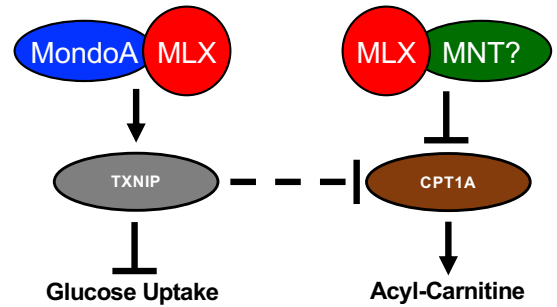 MondoA MLX MLX MNT?
TXNIP CPT1A
Glucose Uptake Acyl-Carnitine